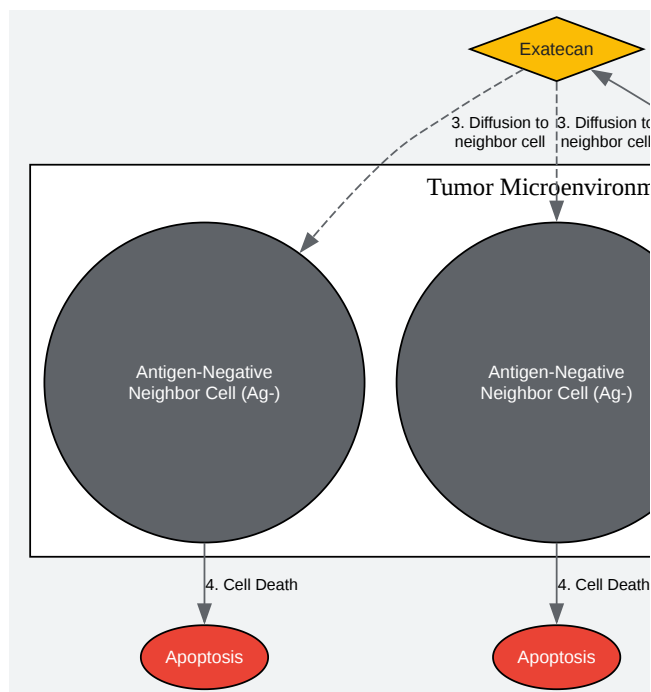 Exatecan
3. Diffusion to
neighbor cell
3. Diffusion to
neighbor cell
Tumor
Antigen-Negative
Neighbor Cell (Ag-)
Antigen-Negative
Neighbor Cell (Ag-)
4. Cell Death
4. Cell Death
Apoptosis
Apoptosis